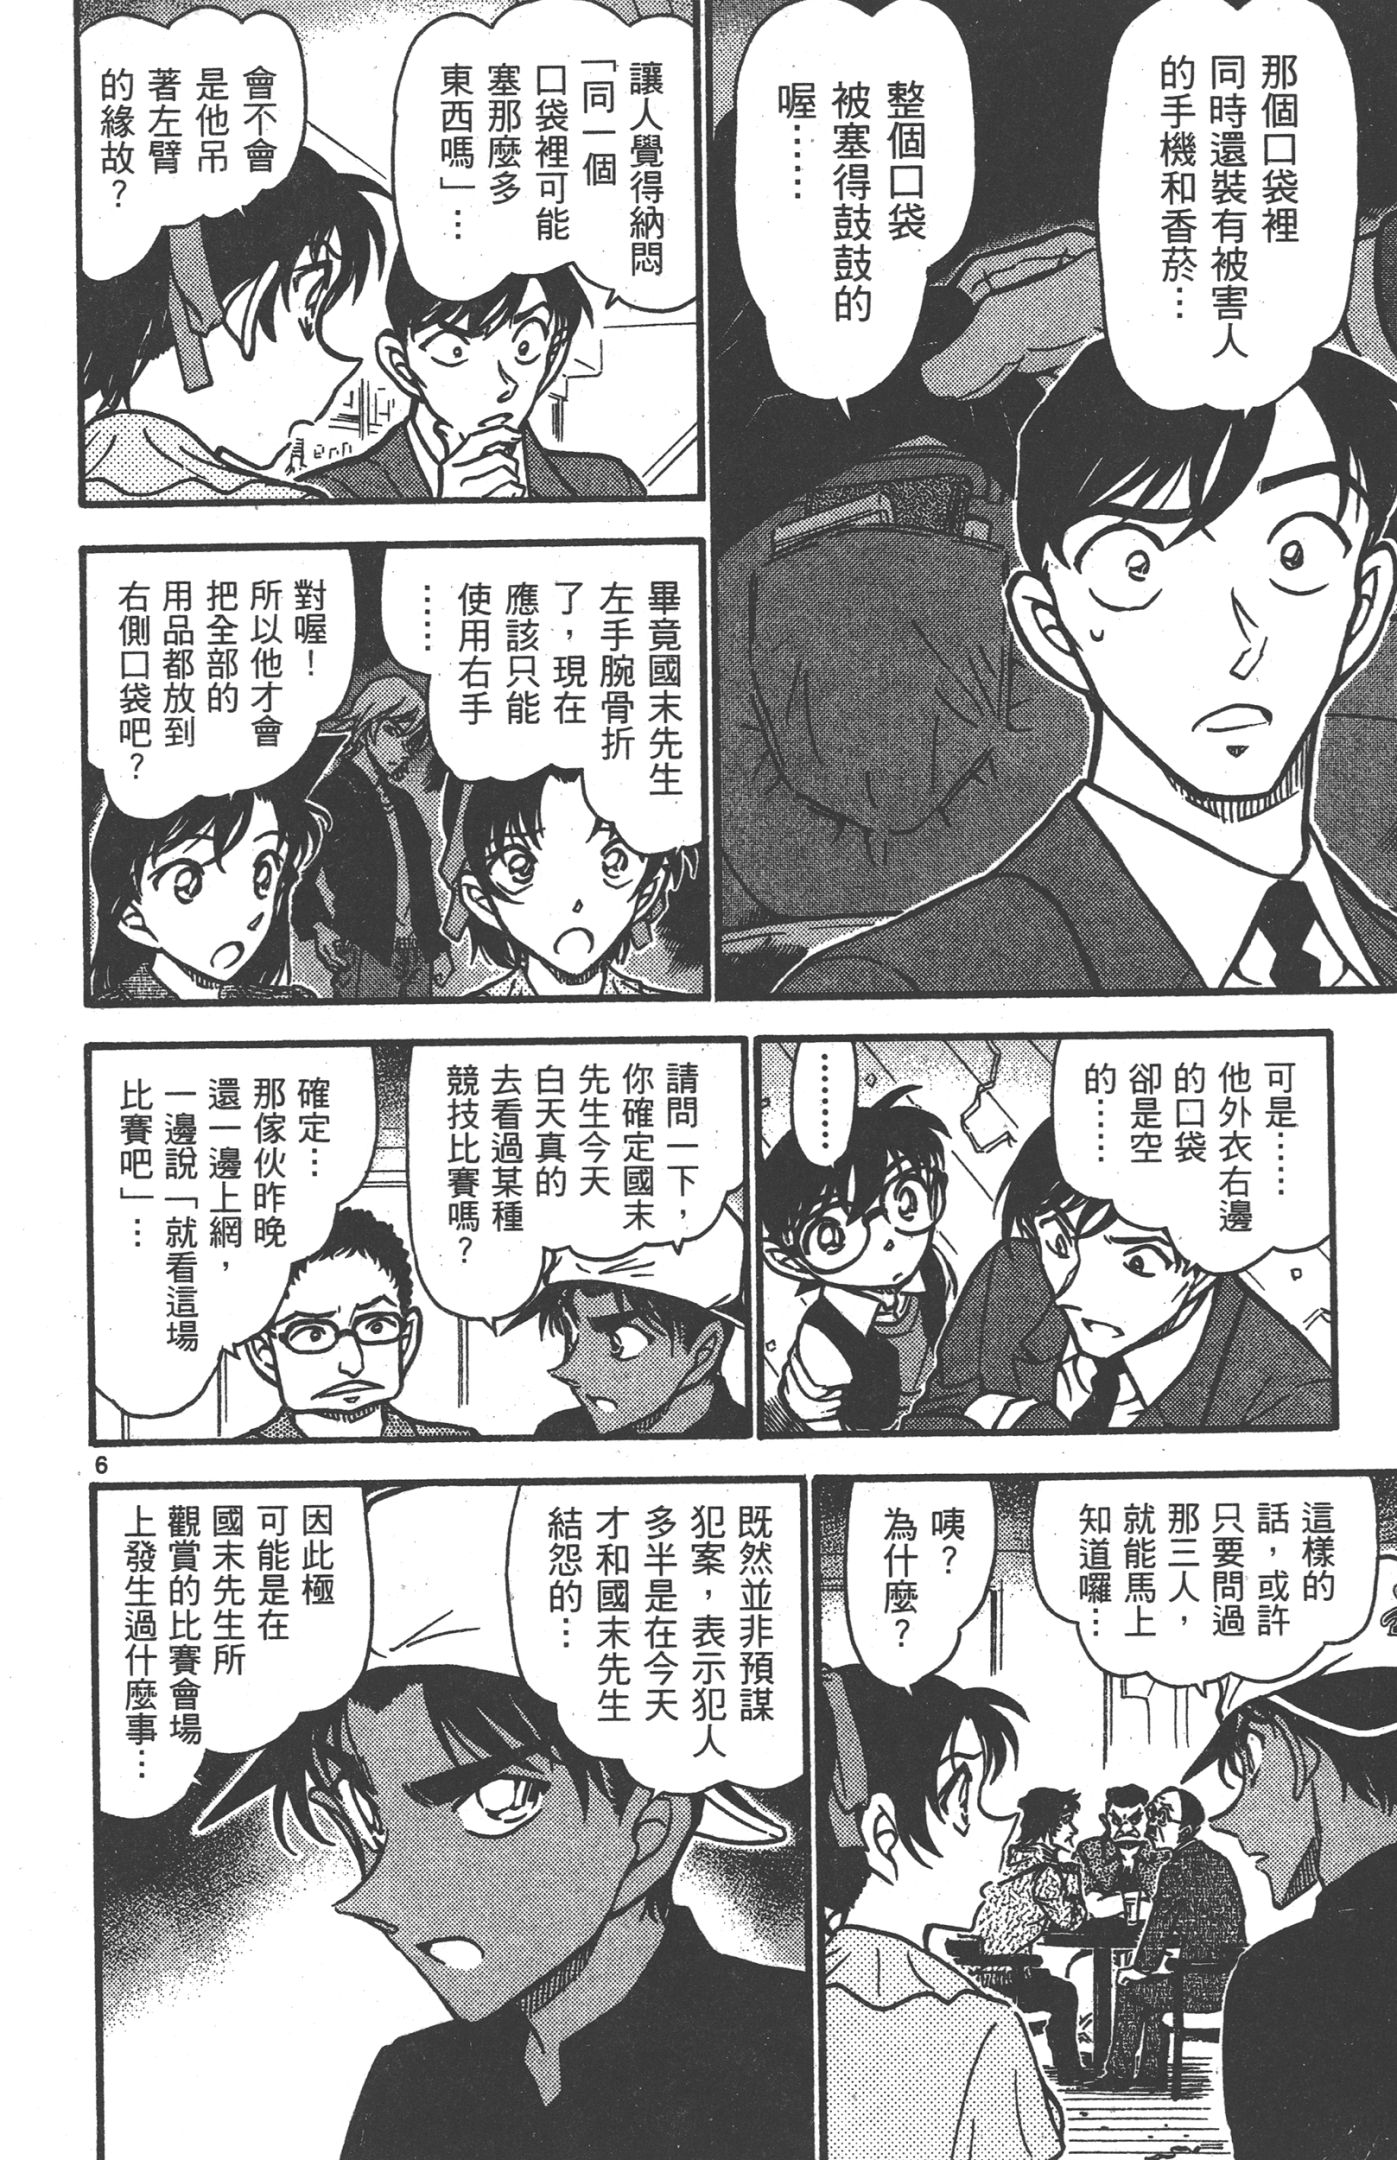 那個口袋裡
同時還裝有被害人
的手機和香菸…
整個口袋
被塞得鼓鼓的
喔……
讓人覺得納悶
「同一個
口袋裡可能
塞那麼多
東西嗎」…
會不會
是他吊
著左臂
的緣故？
畢竟國末先生
左手腕骨折
了，現在
應該只能
使用右手
……
對喔！
所以他才會
把全部的
用品都放到
右側口袋吧？
可是……
他外衣右邊
的口袋
卻是空
的……
………
請問一下，
你確定國末
先生今天
白天真的
去看過某種
競技比賽嗎？
確定…
那傢伙昨晚
還一邊上網，
一邊說「就看這場
比賽吧」…
6
這樣的
話，或許
只要問過
那三人，
就能馬上
知道囉…
咦？
為什麼？
既然並非預謀
犯案，表示犯人
多半是在今天
才和國末先生
結怨的…
因此極
可能是在
國末先生所
觀賞的比賽會場
上發生過什麼事…